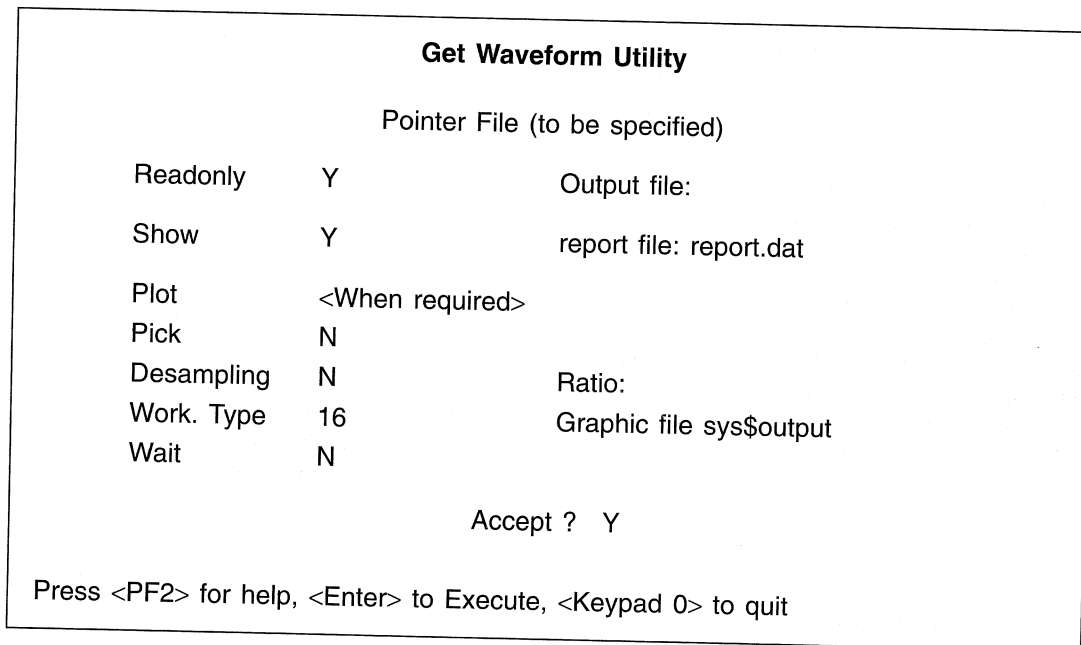 Get Waveform Utility
Pointer File (to be specified)
Readonly Y Output file:
Show Y report file: report.dat
Plot <When required>
Pick N
Desampling N Ratio:
Work. Type 16 Graphic file sys$output
Wait N
Accept ? Y
Press <PF2> for help, <Enter> to Execute, <Keypad 0> to quit